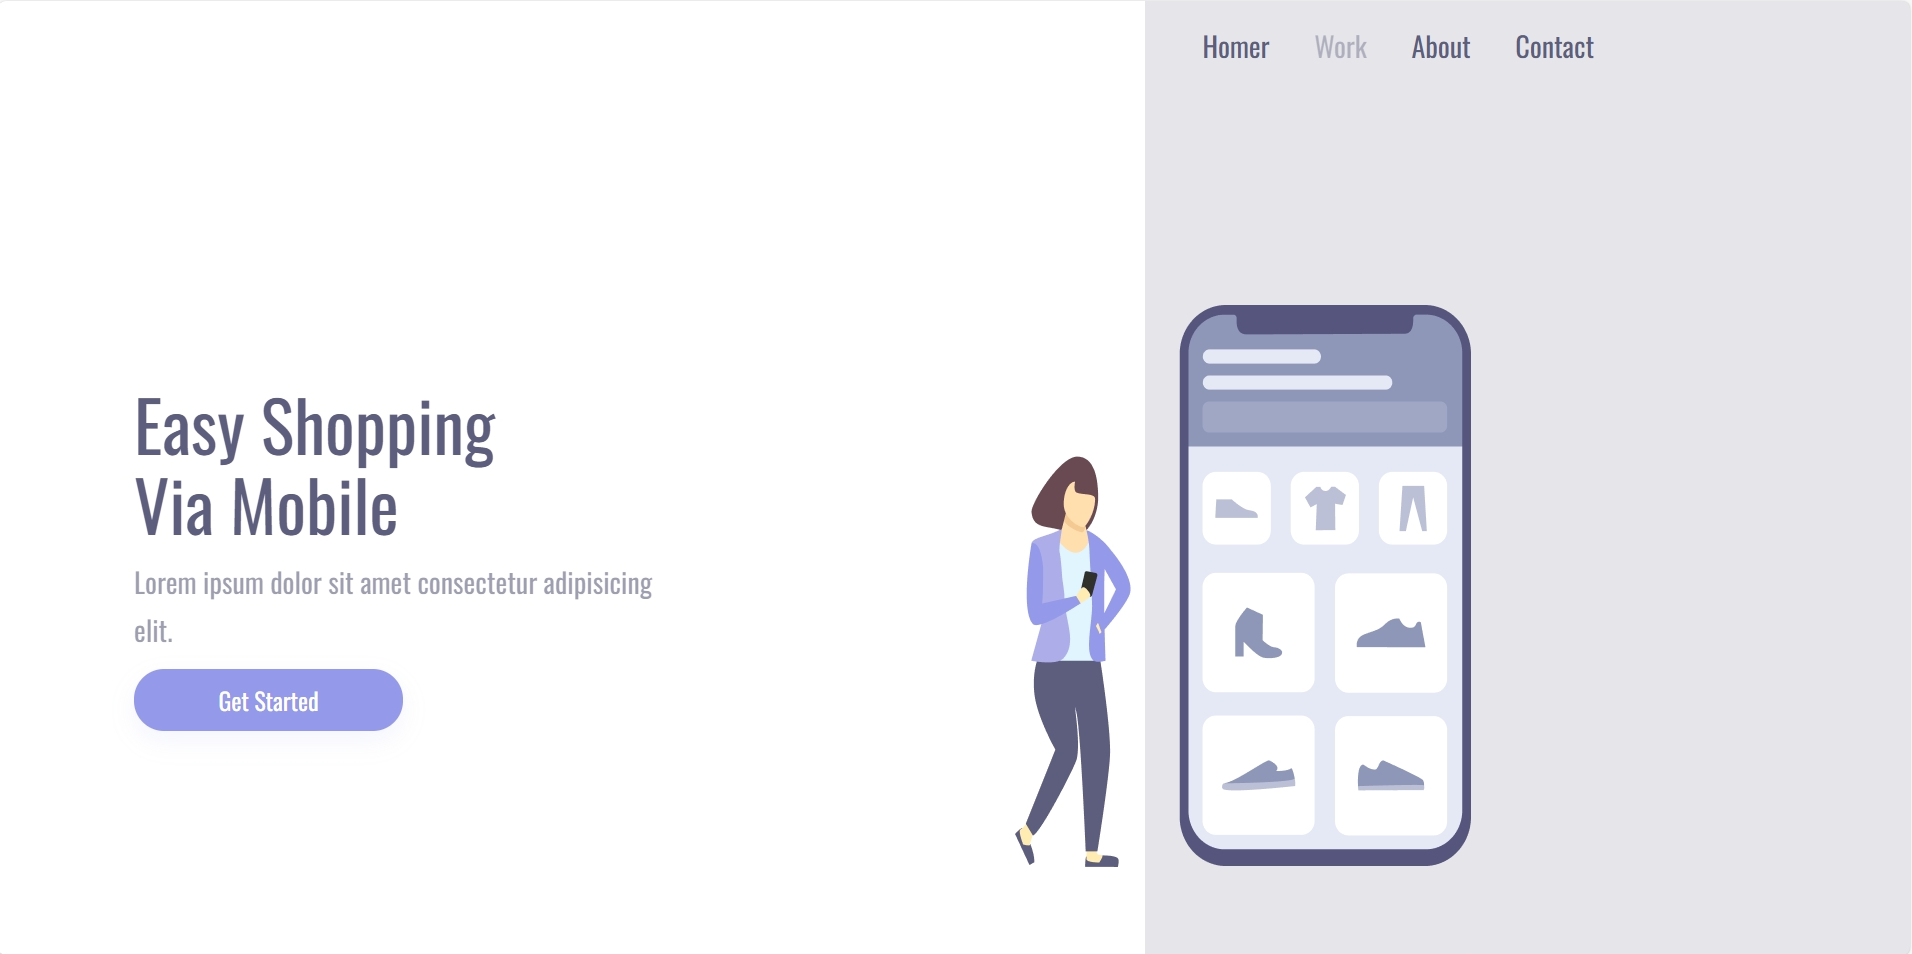 Homer Work About Contact
Easy Shopping
Via Mobile
Lorem ipsum dolor sit amet consectetur adipisicing
elit.
Get Started